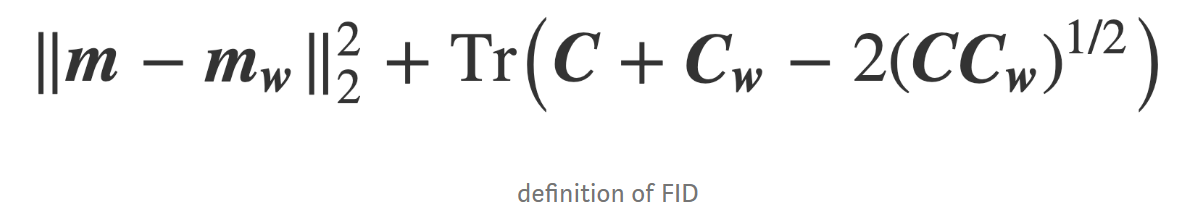 ‖m − m_w‖₂² + Tr(C + C_w − 2(CC_w)^{1/2})
definition of FID